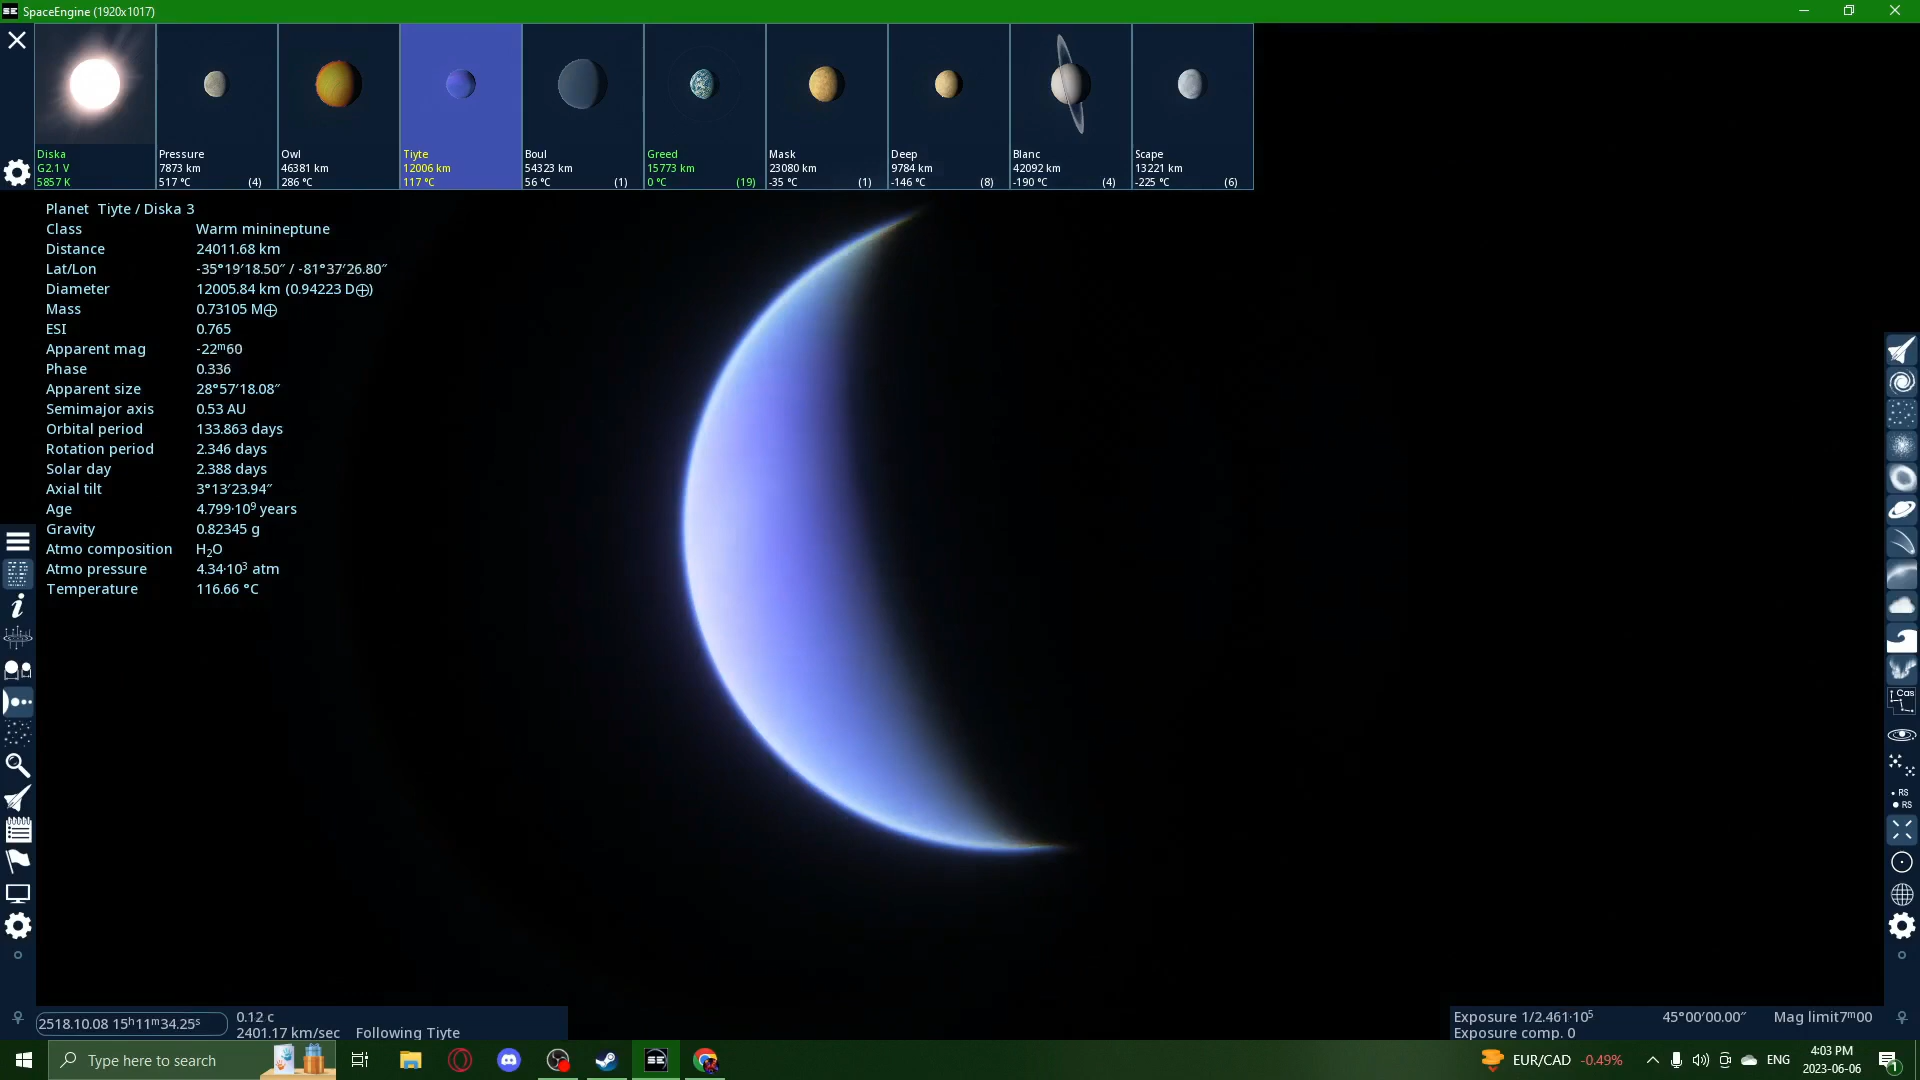 SpaceEngine (1920x1017)
Diska
G2.1 V
5857 K
Pressure
7873 km
517 °C (4)
Owl
46381 km
286 °C
Tiyte
12006 km
117 °C
Boul
54323 km
56 °C (1)
Greed
15773 km
0 °C (19)
Mask
23080 km
-35 °C (1)
Deep
9784 km
-146 °C (8)
Blanc
42092 km
-190 °C (4)
Scape
13221 km
-225 °C (6)
Planet Tiyte / Diska 3
Class Warm minineptune
Distance 24011.68 km
Lat/Lon -35°19′18.50″ / -81°37′26.80″
Diameter 12005.84 km (0.94223 D⊕)
Mass 0.73105 M⊕
ESI 0.765
Apparent mag -22ᵐ60
Phase 0.336
Apparent size 28°57′18.08″
Semimajor axis 0.53 AU
Orbital period 133.863 days
Rotation period 2.346 days
Solar day 2.388 days
Axial tilt 3°13′23.94″
Age 4.799·10⁹ years
Gravity 0.82345 g
Atmo composition H₂O
Atmo pressure 4.34·10³ atm
Temperature 116.66 °C
Cas
RS
RS
2518.10.08 15ʰ11ᵐ34.25ˢ
0.12 c
2401.17 km/sec Following Tiyte
Exposure 1/2.461·10⁵ 45°00′00.00″ Mag limit7ᵐ00
Exposure comp. 0
Type here to search
EUR/CAD -0.49%
ENG
4:03 PM
2023-06-06
1